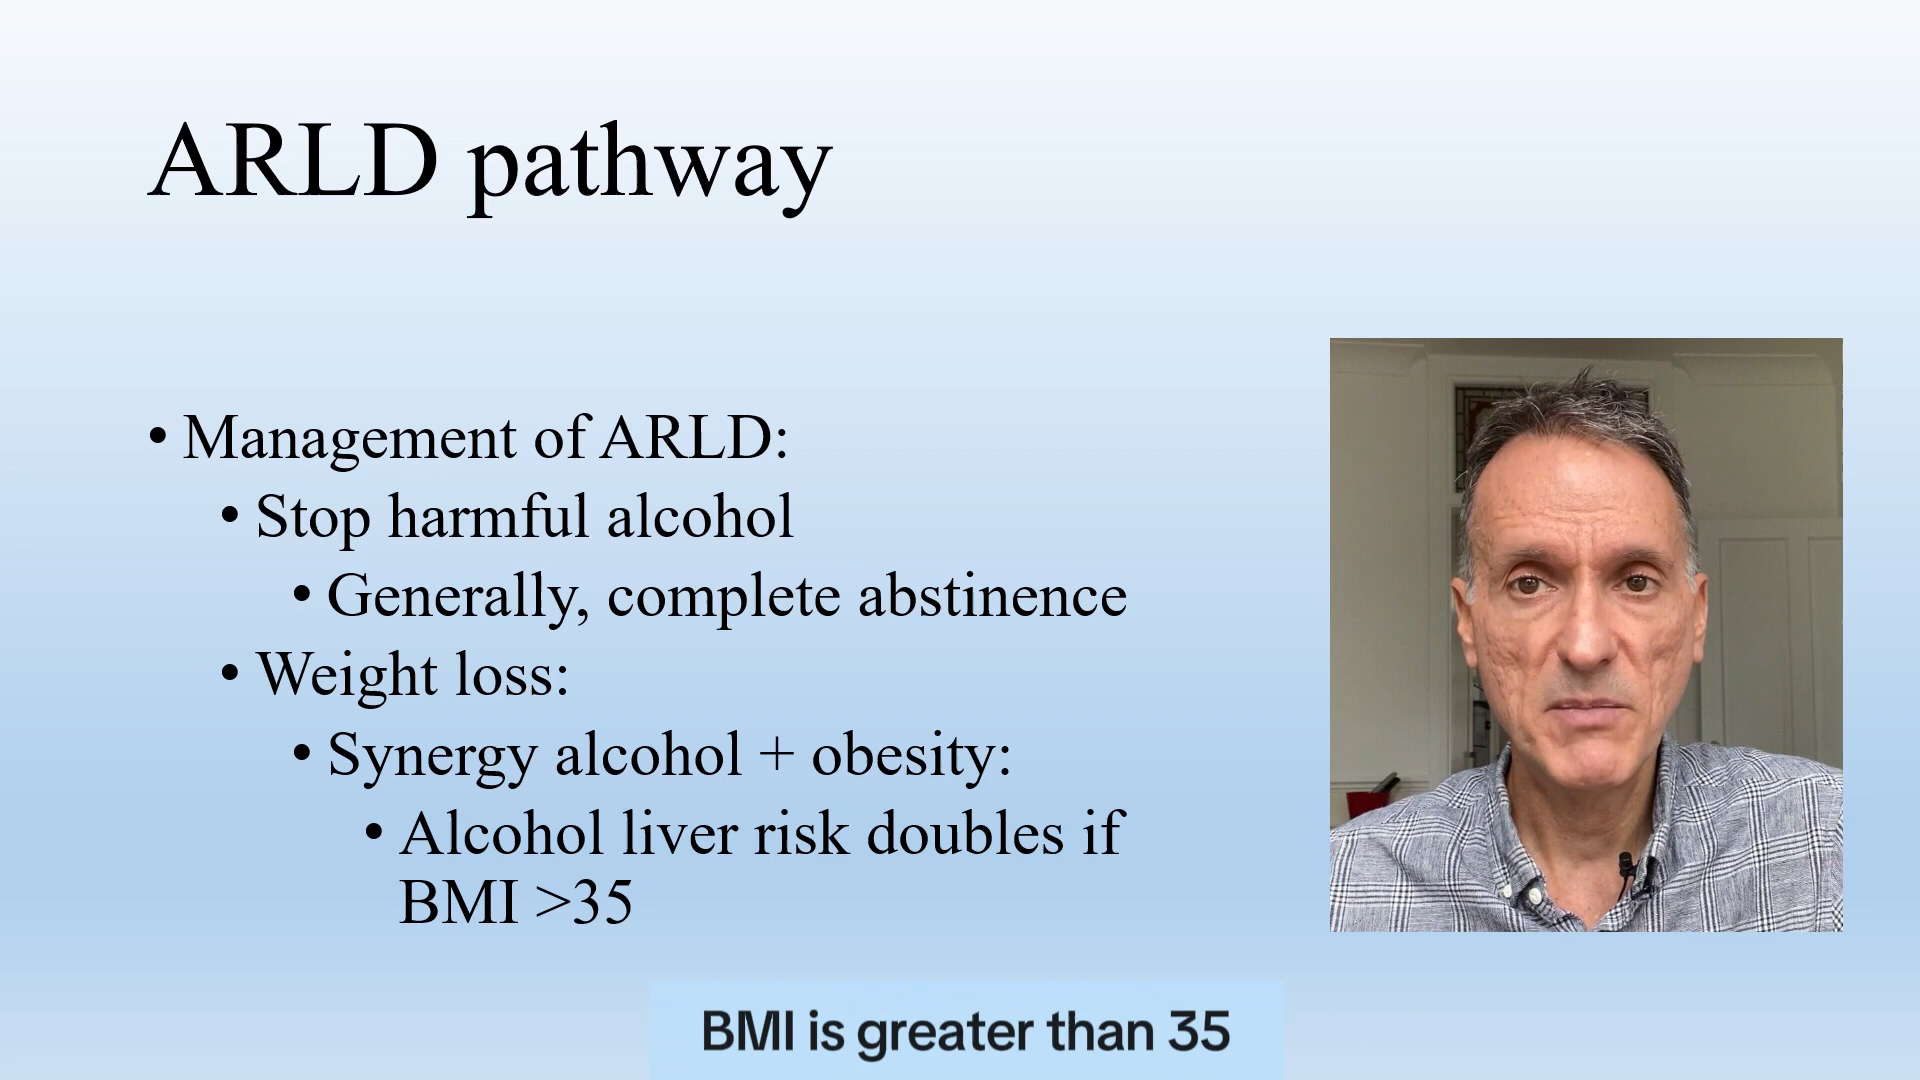 ARLD pathway
• Management of ARLD:
• Stop harmful alcohol
• Generally, complete abstinence
• Weight loss:
• Synergy alcohol + obesity:
• Alcohol liver risk doubles if
BMI >35
BMI is greater than 35